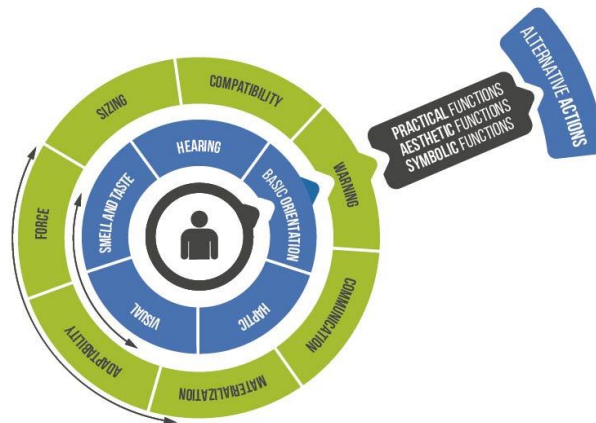 ALTERNATIVE ACTIONS
PRACTICAL FUNCTIONS
AESTHETIC FUNCTIONS
SYMBOLIC FUNCTIONS
COMPATIBILITY
SIZING
WARNING
FORCE
COMMUNICATION
ADAPTABILITY
MATERIALIZATION
HEARING
SMELL AND TASTE
BASIC ORIENTATION
VISUAL
HAPTIC